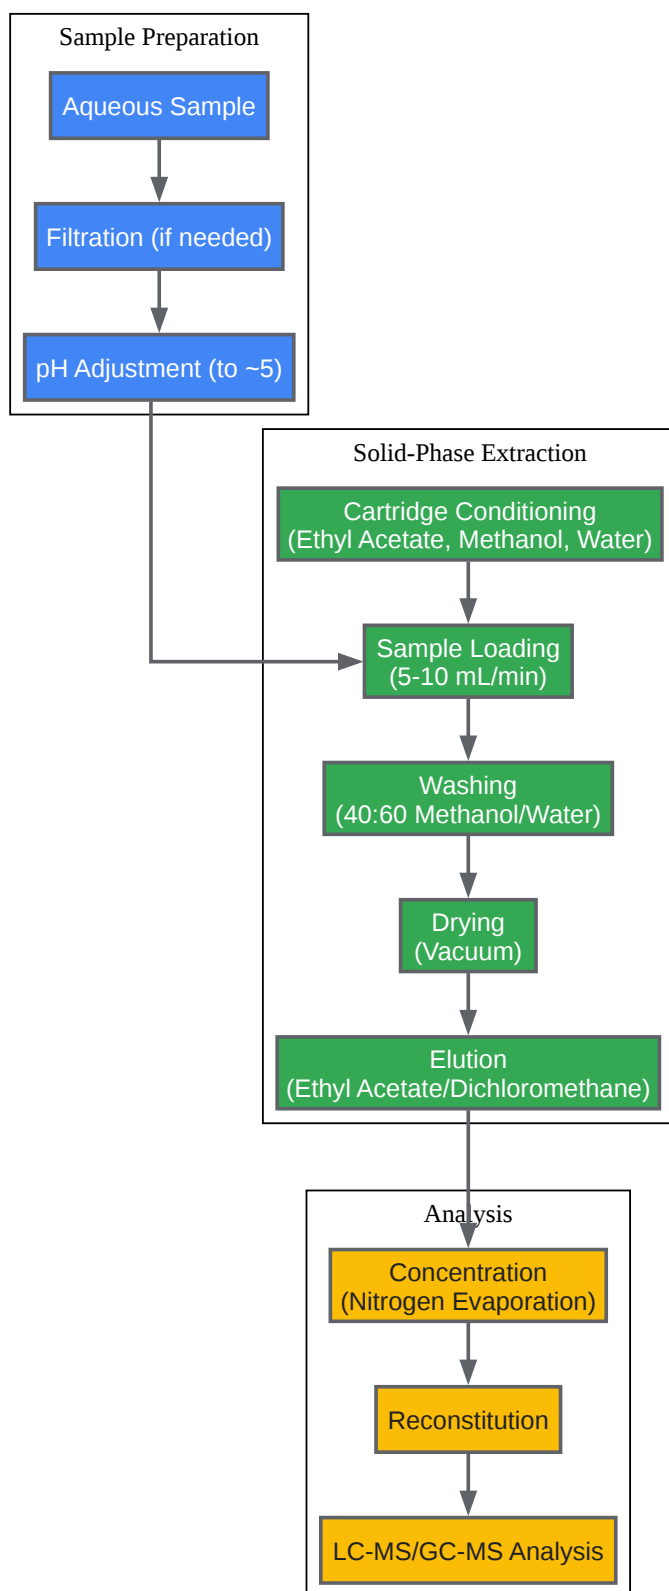 Sample Preparation
Aqueous Sample
Filtration (if needed)
pH Adjustment (to ~5)
Solid-Phase Extraction
Cartridge Conditioning
(Ethyl Acetate, Methanol, Water)
Sample Loading
(5-10 mL/min)
Washing
(40:60 Methanol/Water)
Drying
(Vacuum)
Elution
(Ethyl Acetate/Dichloromethane)
Analysis
Concentration
(Nitrogen Evaporation)
Reconstitution
LC-MS/GC-MS Analysis